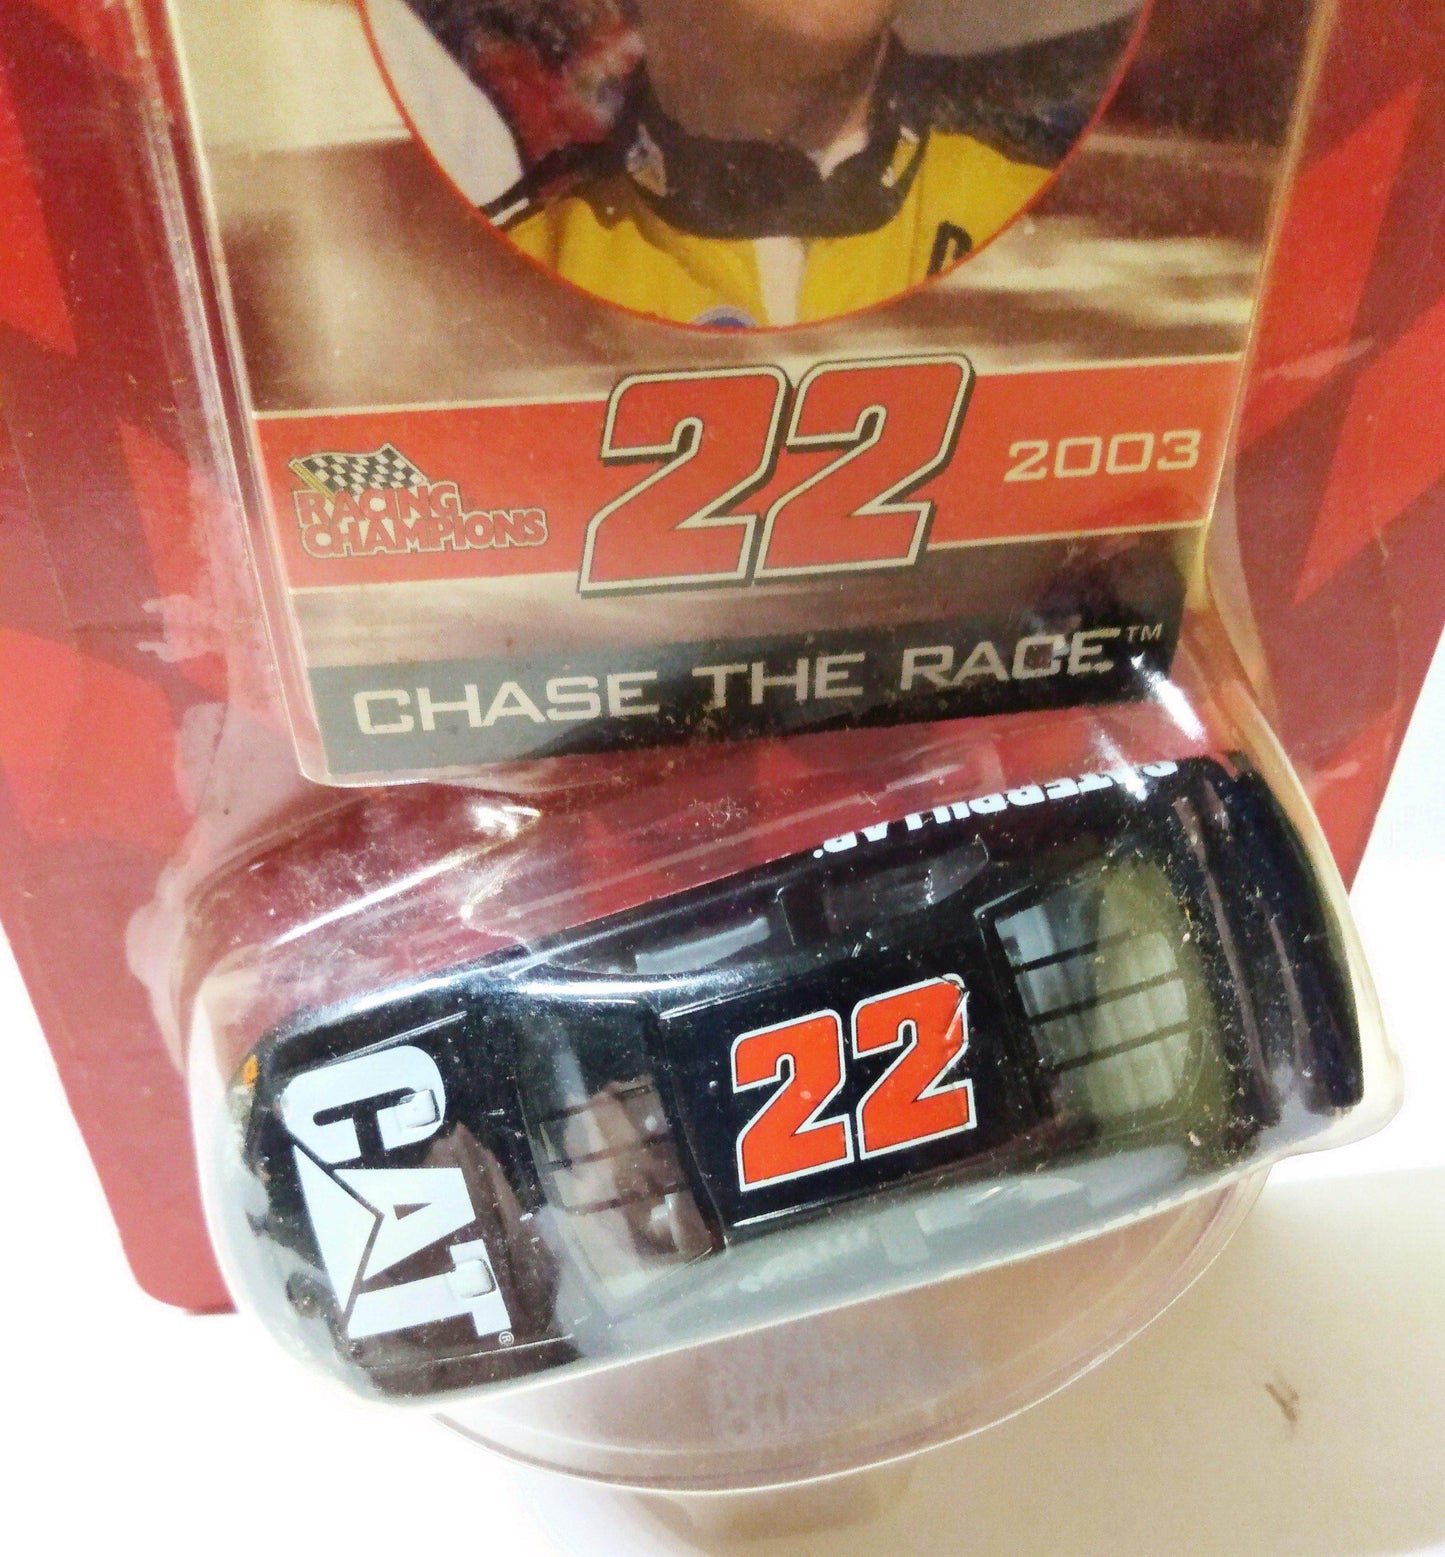 22
RACING
CHAMPIONS
2003
CHASE THE RACE™
CATERPILLAR®
22
CAT®